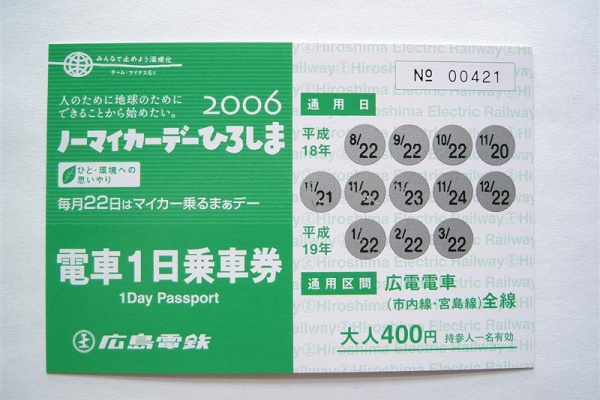 みんなで止めよう温暖化
チーム・マイナス6%
人のために地球のために
できることから始めたい。
2006
ノーマイカーデーひろしま
ひと・環境への
思いやり
毎月22日はマイカー乗るまぁデー
電車1日乗車券
1Day Passport
広島電鉄
№ 00421
通用日
平成
18年
8/22 9/22 10/22 11/20
11/21 11/22 11/23 11/24 12/22
平成
19年
1/22 2/22 3/22
通用区間 広電電車
(市内線・宮島線)全線
大人400円 持参人一名有効
Hiroshima Electric Railway